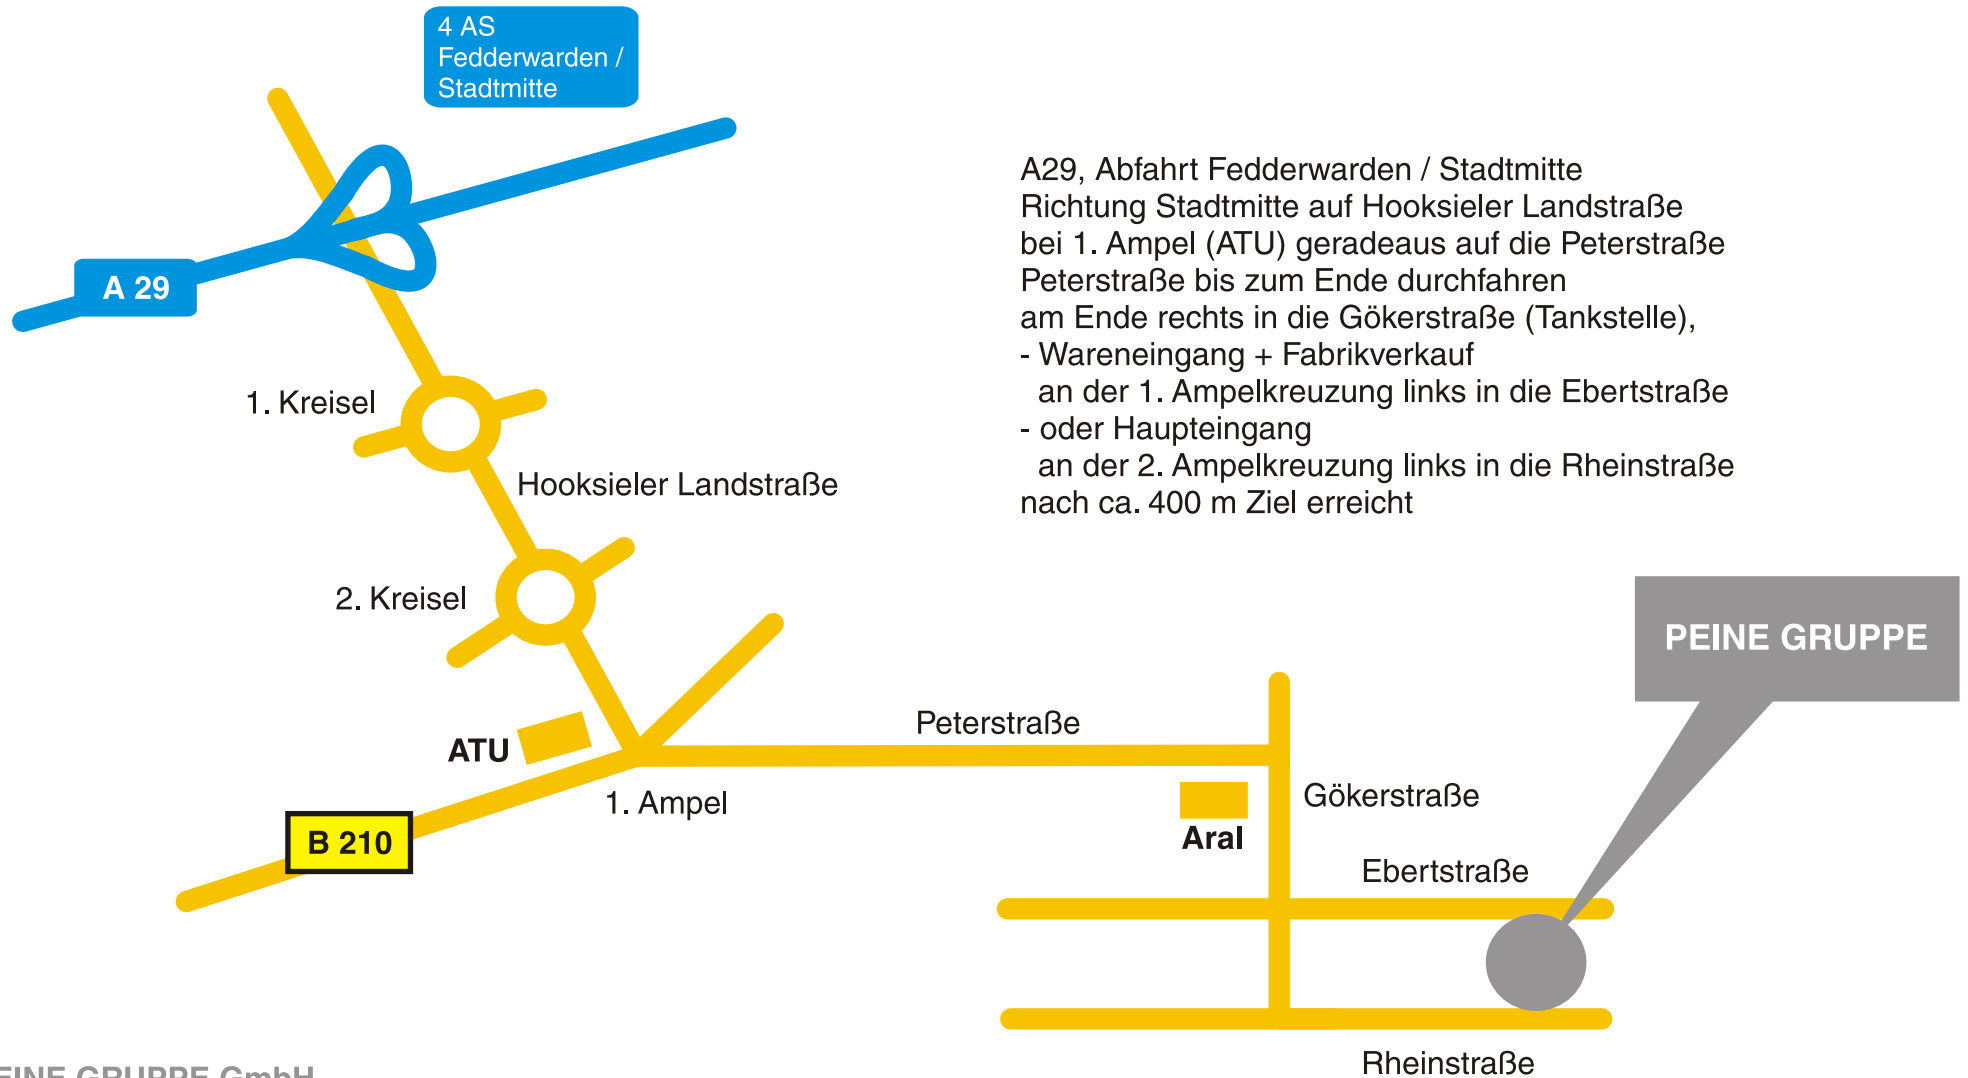 4 AS
Fedderwarden /
Stadtmitte
A29, Abfahrt Fedderwarden / Stadtmitte
Richtung Stadtmitte auf Hooksieler Landstraße
bei 1. Ampel (ATU) geradeaus auf die Peterstraße
Peterstraße bis zum Ende durchfahren
am Ende rechts in die Gökerstraße (Tankstelle),
- Wareneingang + Fabrikverkauf
an der 1. Ampelkreuzung links in die Ebertstraße
- oder Haupteingang
an der 2. Ampelkreuzung links in die Rheinstraße
nach ca. 400 m Ziel erreicht
A 29
1. Kreisel
Hooksieler Landstraße
2. Kreisel
PEINE GRUPPE
Peterstraße
ATU
1. Ampel
Gökerstraße
Aral
B 210
Ebertstraße
Rheinstraße
GRUPPE GmbH